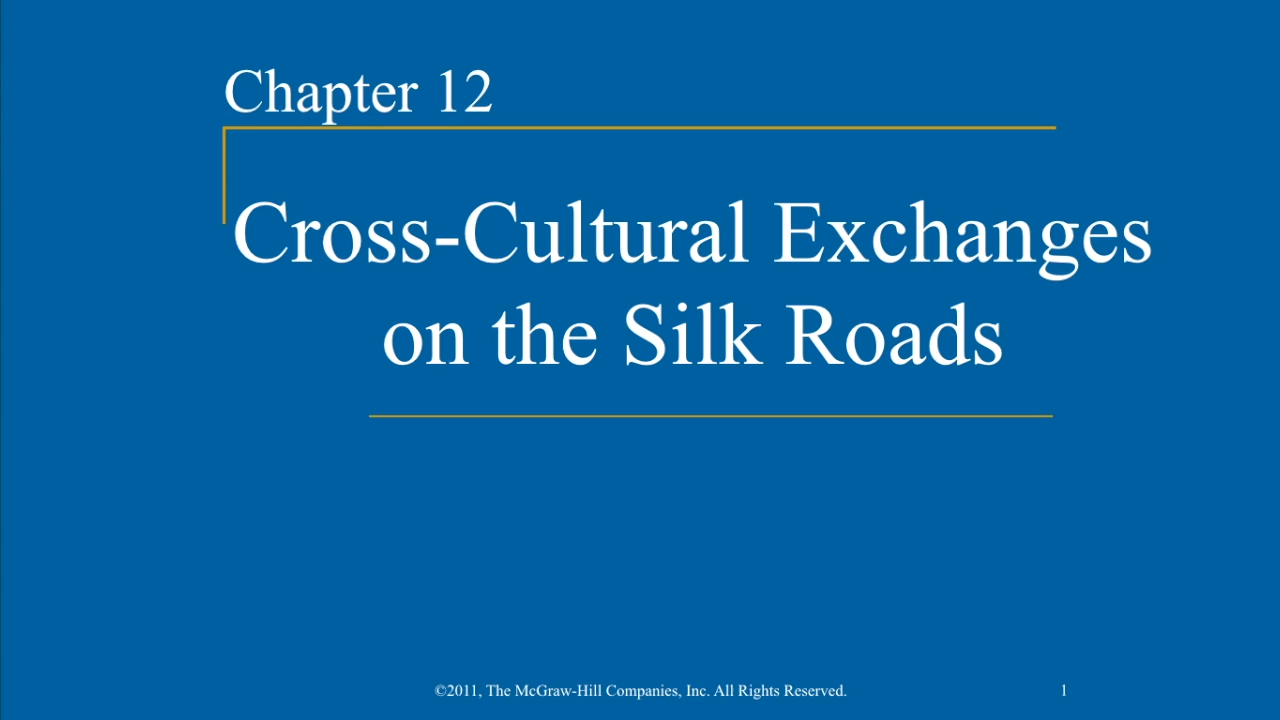 Chapter 12
Cross-Cultural Exchanges
on the Silk Roads
©2011, The McGraw-Hill Companies, Inc. All Rights Reserved.
1